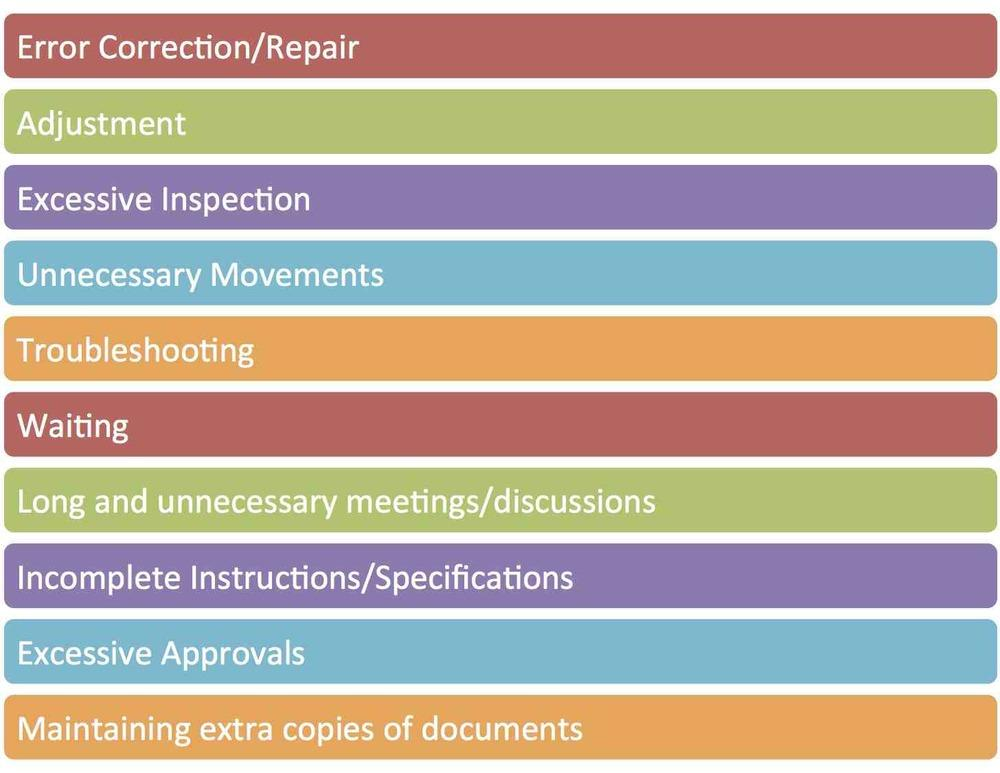 Error Correction/Repair
Adjustment
Excessive Inspection
Unnecessary Movements
Troubleshooting
Waiting
Long and unnecessary meetings/discussions
Incomplete Instructions/Specifications
Excessive Approvals
Maintaining extra copies of documents